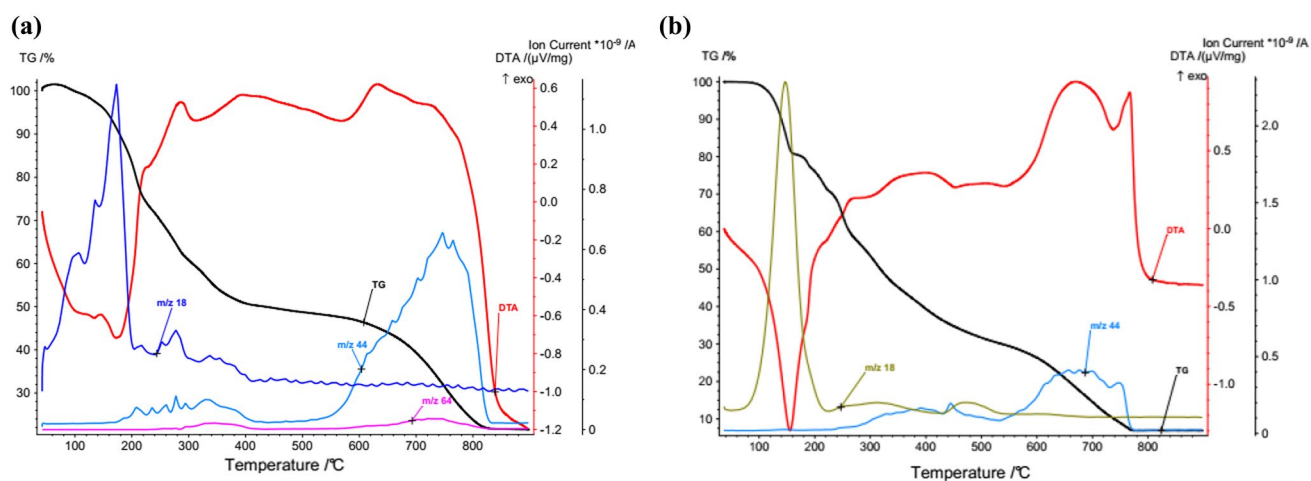 (a)
Ion Current *10-9 /A
TG /%
DTA /(µV/mg)
↑ exo
100
90
80
70
60
50
40
30
0.6
0.4
0.2
0.0
-0.2
-0.4
-0.6
-0.8
-1.0
-1.2
1.0
0.8
0.6
0.4
0.2
0
TG
DTA
m/z 18
m/z 44
m/z 64
100 200 300 400 500 600 700 800
Temperature /℃
(b)
Ion Current *10-9 /A
TG /%
DTA /(µV/mg)
↑ exo
100
90
80
70
60
50
40
30
20
10
0.5
0.0
-0.5
-1.0
2.0
1.5
1.0
0.5
0
DTA
m/z 44
m/z 18
TG
100 200 300 400 500 600 700 800
Temperature /℃